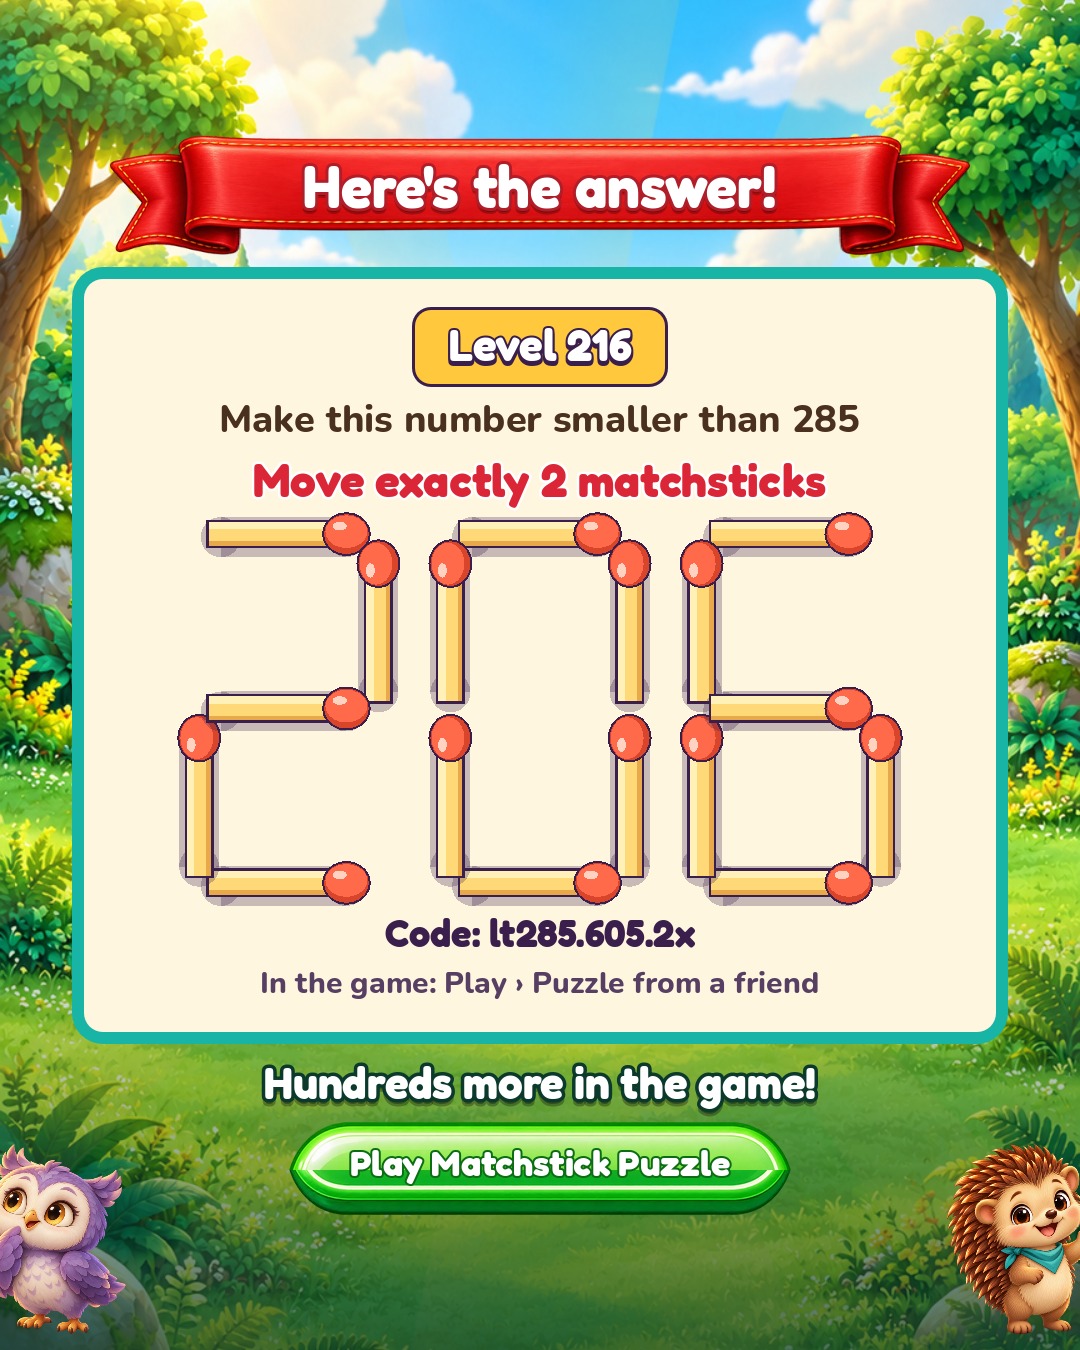 Here's the answer!
Level 216
Make this number smaller than 285
Move exactly 2 matchsticks
206
Code: lt285.605.2x
In the game: Play › Puzzle from a friend
Hundreds more in the game!
Play Matchstick Puzzle